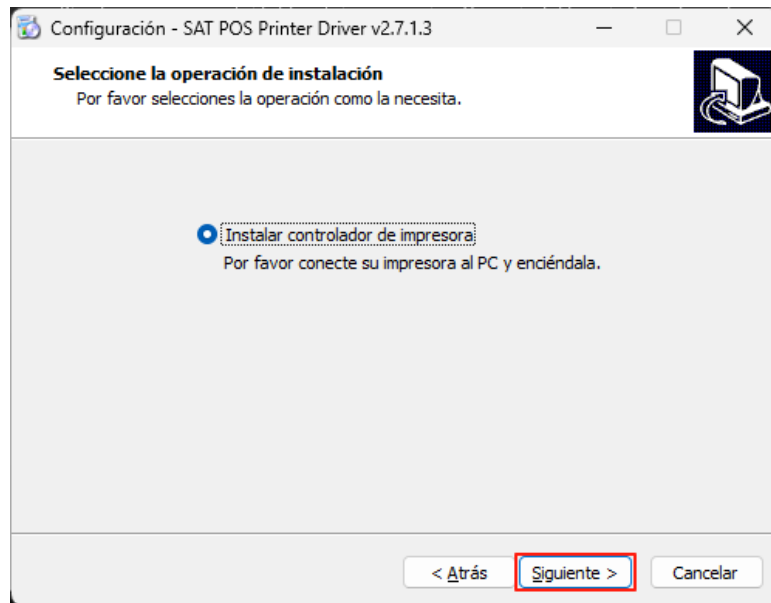 Configuración - SAT POS Printer Driver v2.7.1.3
Seleccione la operación de instalación
Por favor selecciones la operación como la necesita.
Instalar controlador de impresora
Por favor conecte su impresora al PC y enciéndala.
< Atrás
Siguiente >
Cancelar